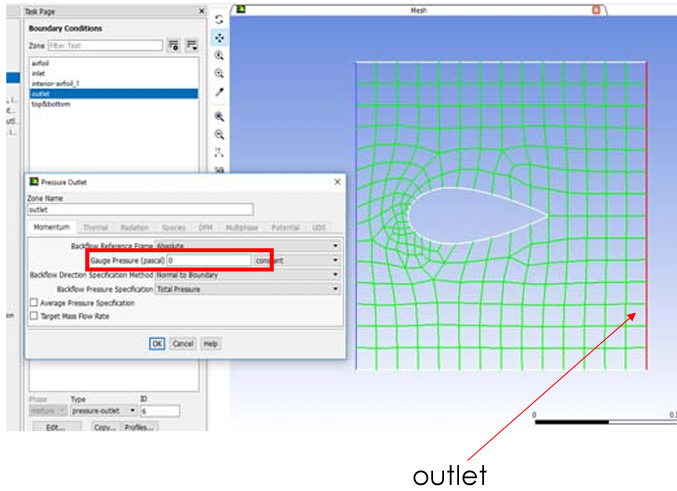 Task Page
Mesh
Boundary Conditions
Zone Filter Text
airfoil
inlet
interior-airfoil_1
outlet
top&bottom
Pressure Outlet
Zone Name
outlet
Momentum Thermal Radiation Species DPM Multiphase Potential UDS
Backflow Reference Frame Absolute
Gauge Pressure (pascal) 0 constant
Backflow Direction Specification Method Normal to Boundary
Backflow Pressure Specification Total Pressure
Average Pressure Specification
Target Mass Flow Rate
OK Cancel Help
Phase Type ID
mixture pressure-outlet 6
Edit... Copy... Profiles...
0
outlet